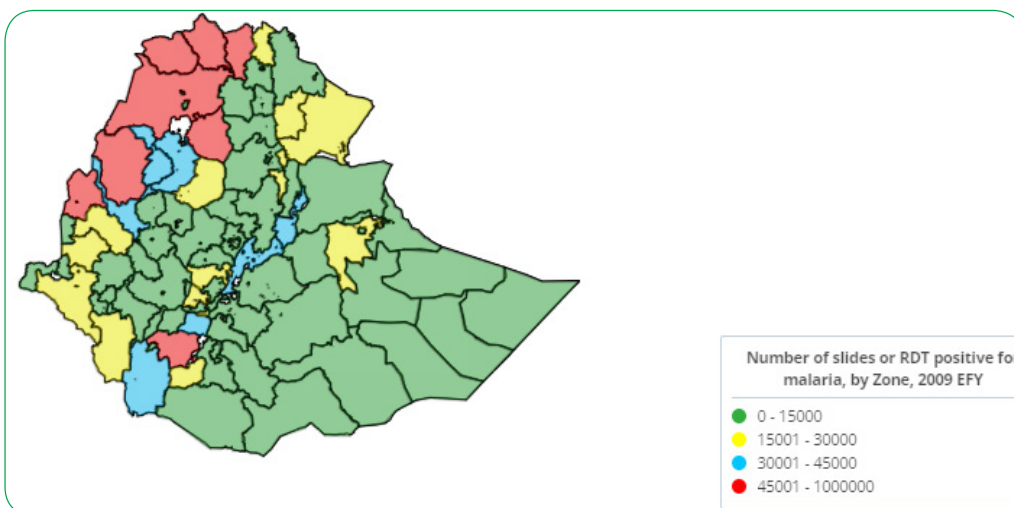 Number of slides or RDT positive fo
malaria, by Zone, 2009 EFY
0 - 15000
15001 - 30000
30001 - 45000
45001 - 1000000